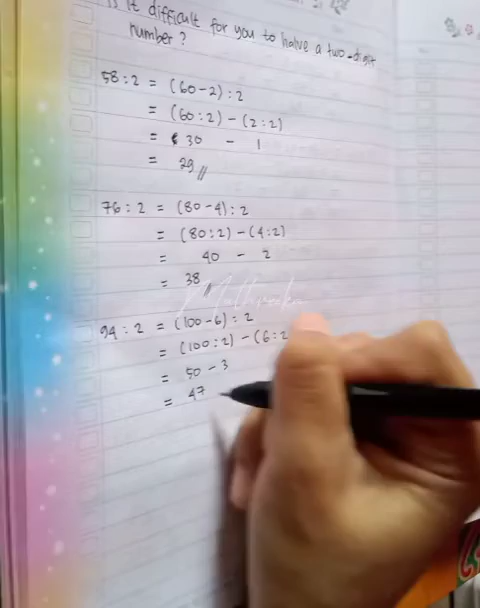 is it difficult for you to halve a two-digit
number?
58 : 2 = (60-2) : 2
= (60:2) - (2:2)
= 30 - 1
= 29 //
76 : 2 = (80-4) : 2
= (80:2) - (4:2)
= 40 - 2
= 38 //
94 : 2 = (100-6) : 2
= (100:2) - (6:2
= 50 - 3
= 47